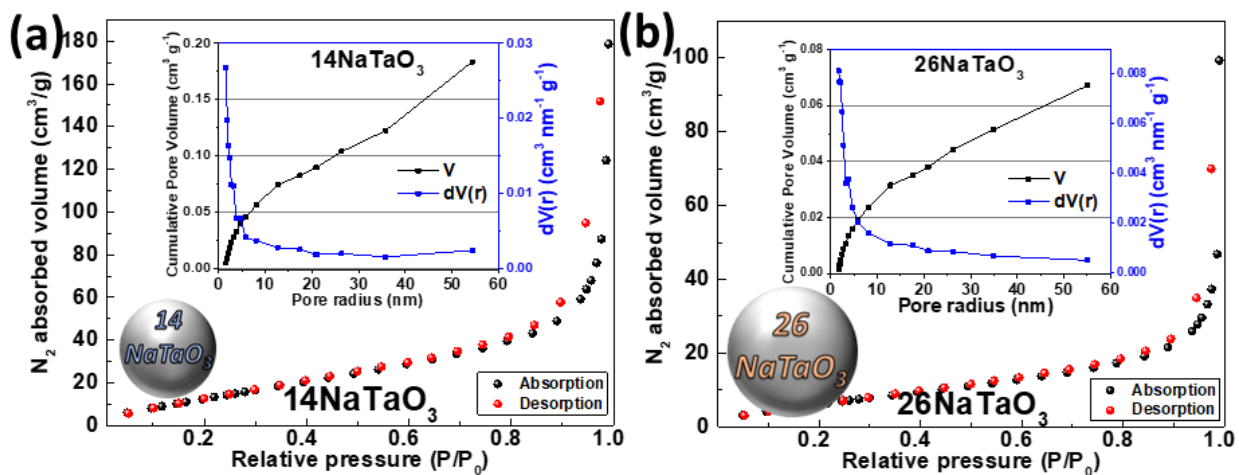 (a)
N₂ absorbed volume (cm³/g)
180
160
140
120
100
80
60
40
20
0
0.2
0.4
0.6
0.8
1.0
Relative pressure (P/P₀)
14NaTaO₃
Absorption
Desorption
14
NaTaO₃
14NaTaO₃
Cumulative Pore Volume (cm³ g⁻¹)
0.20
0.15
0.10
0.05
0.00
0
10
20
30
40
50
60
Pore radius (nm)
V
dV(r)
0.03
0.02
0.01
0.00
dV(r) (cm³ nm⁻¹ g⁻¹)
(b)
N₂ absorbed volume (cm³/g)
100
80
60
40
20
0
0.2
0.4
0.6
0.8
1.0
Relative pressure (P/P₀)
26NaTaO₃
Absorption
Desorption
26
NaTaO₃
26NaTaO₃
Cumulative Pore Volume (cm³ g⁻¹)
0.08
0.06
0.04
0.02
0.00
0
10
20
30
40
50
60
Pore radius (nm)
V
dV(r)
0.008
0.006
0.004
0.002
0.000
dV(r) (cm³ nm⁻¹ g⁻¹)